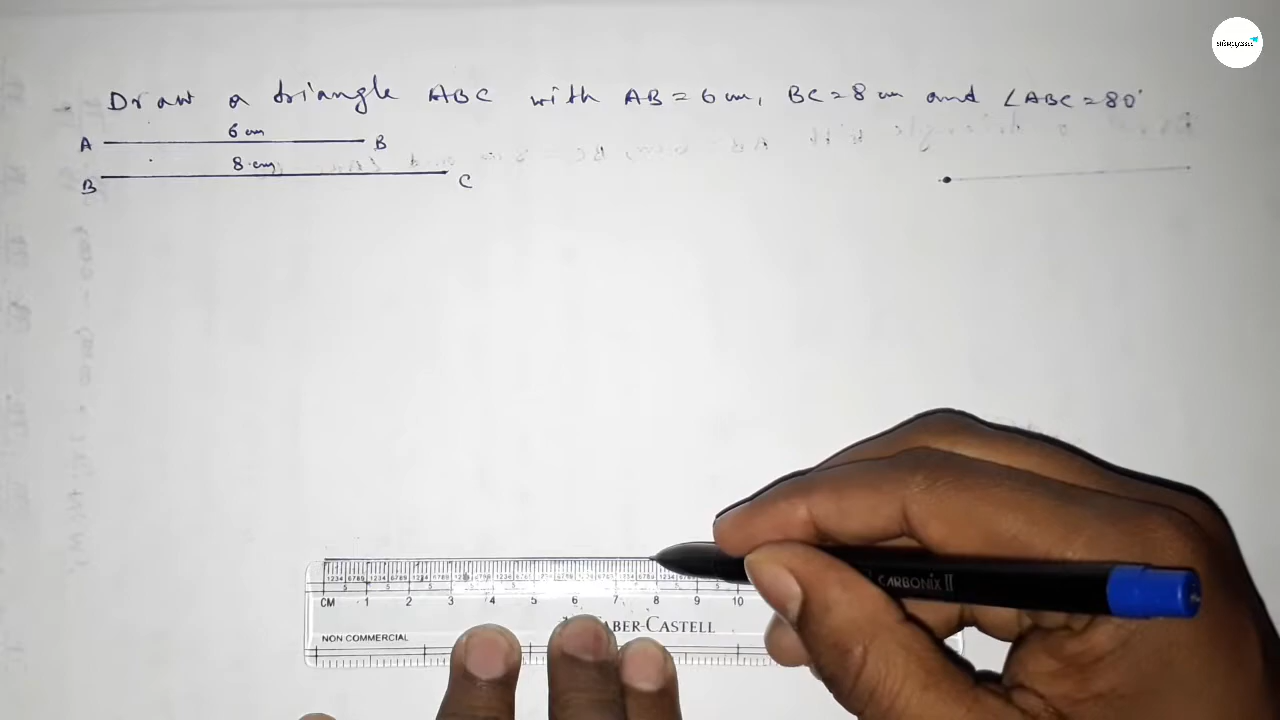 Draw a triangle ABC with AB = 6 cm, BC = 8 cm and ∠ABC = 80°
A 6 cm B
B 8 cm C
CM 1 2 3 4 5 6 7 8 9 10
FABER-CASTELL
NON COMMERCIAL
CARBONIX II